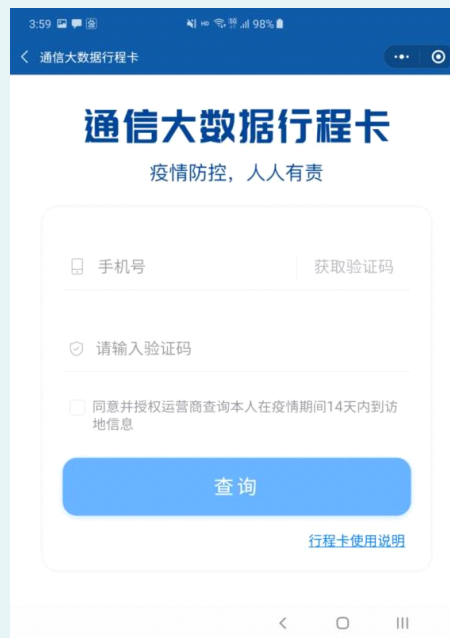 3:59 98%
通信大数据行程卡
通信大数据行程卡
疫情防控，人人有责
手机号 获取验证码
请输入验证码
同意并授权运营商查询本人在疫情期间14天内到访
地信息
查询
行程卡使用说明